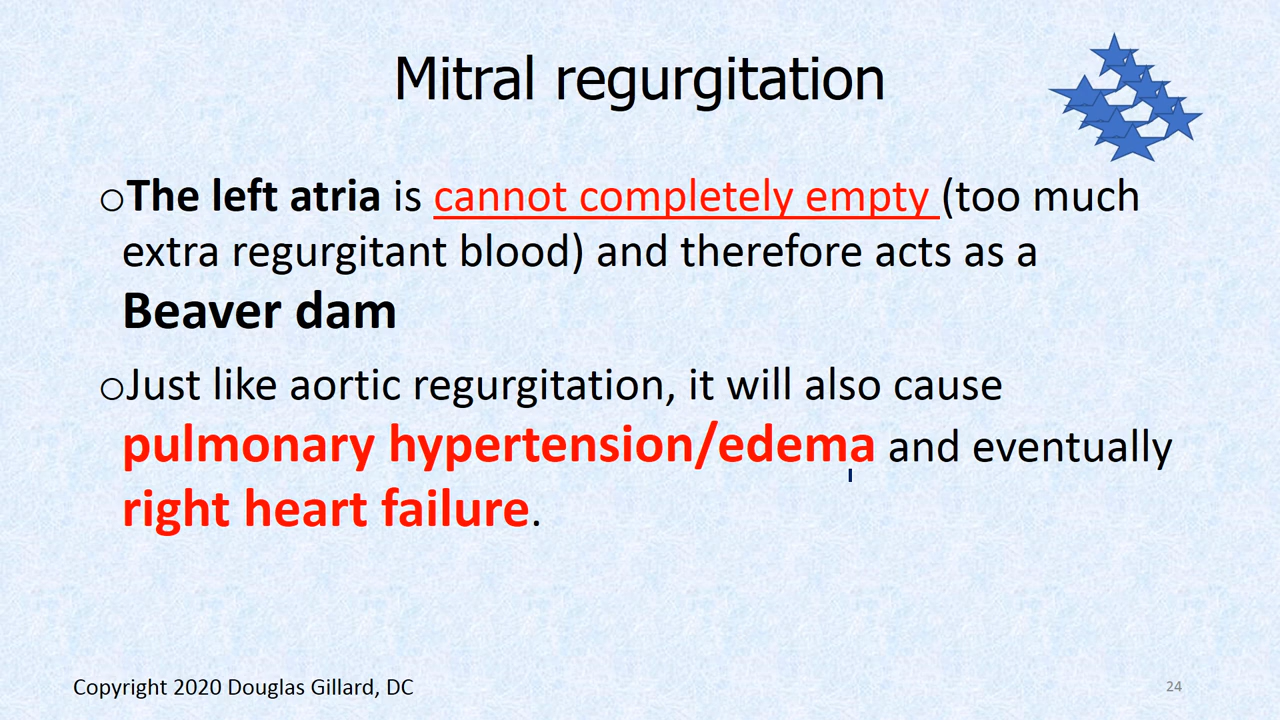 Mitral regurgitation
○The left atria is cannot completely empty (too much
extra regurgitant blood) and therefore acts as a
Beaver dam
○Just like aortic regurgitation, it will also cause
pulmonary hypertension/edema and eventually
right heart failure.
Copyright 2020 Douglas Gillard, DC
24